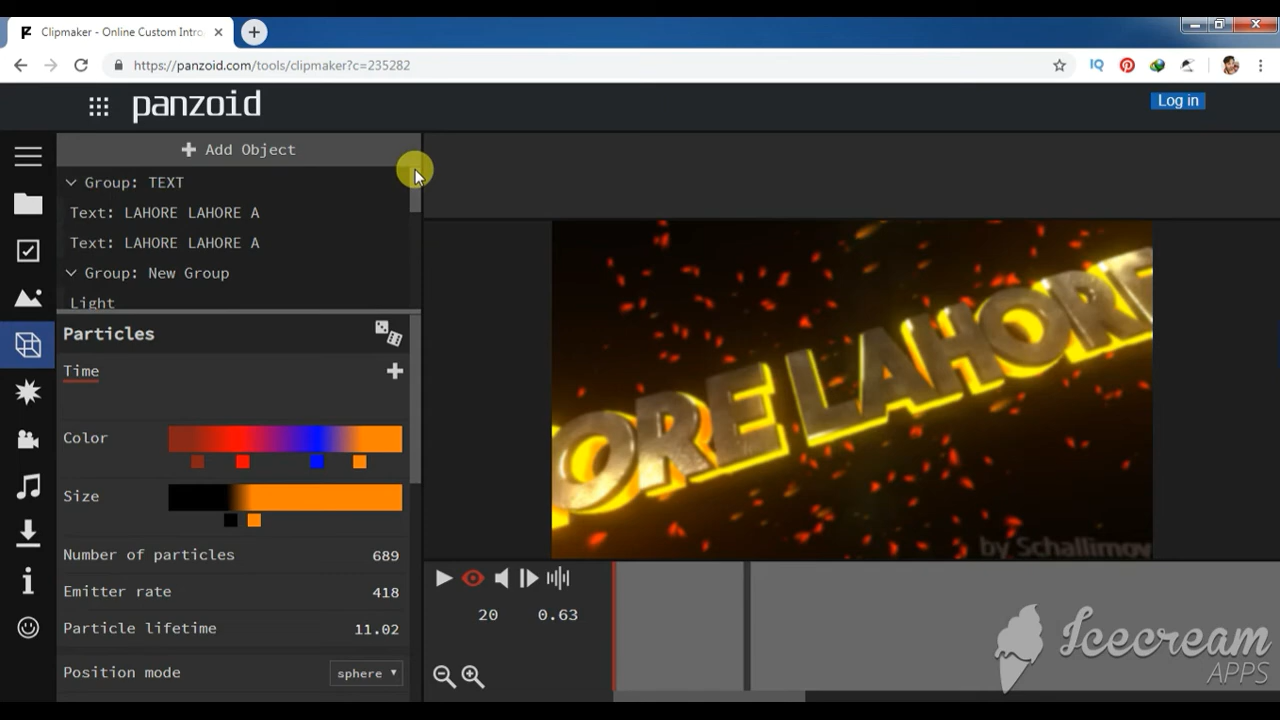 Clipmaker - Online Custom Intro
https://panzoid.com/tools/clipmaker?c=235282
IQ
panzoid
Log in
Add Object
Group: TEXT
Text: LAHORE LAHORE A
Text: LAHORE LAHORE A
Group: New Group
Light
Particles
Time
Color
Size
Number of particles 689
Emitter rate 418
Particle lifetime 11.02
Position mode sphere
ORE LAHORE
by Schallimov
20 0.63
Icecream
APPS